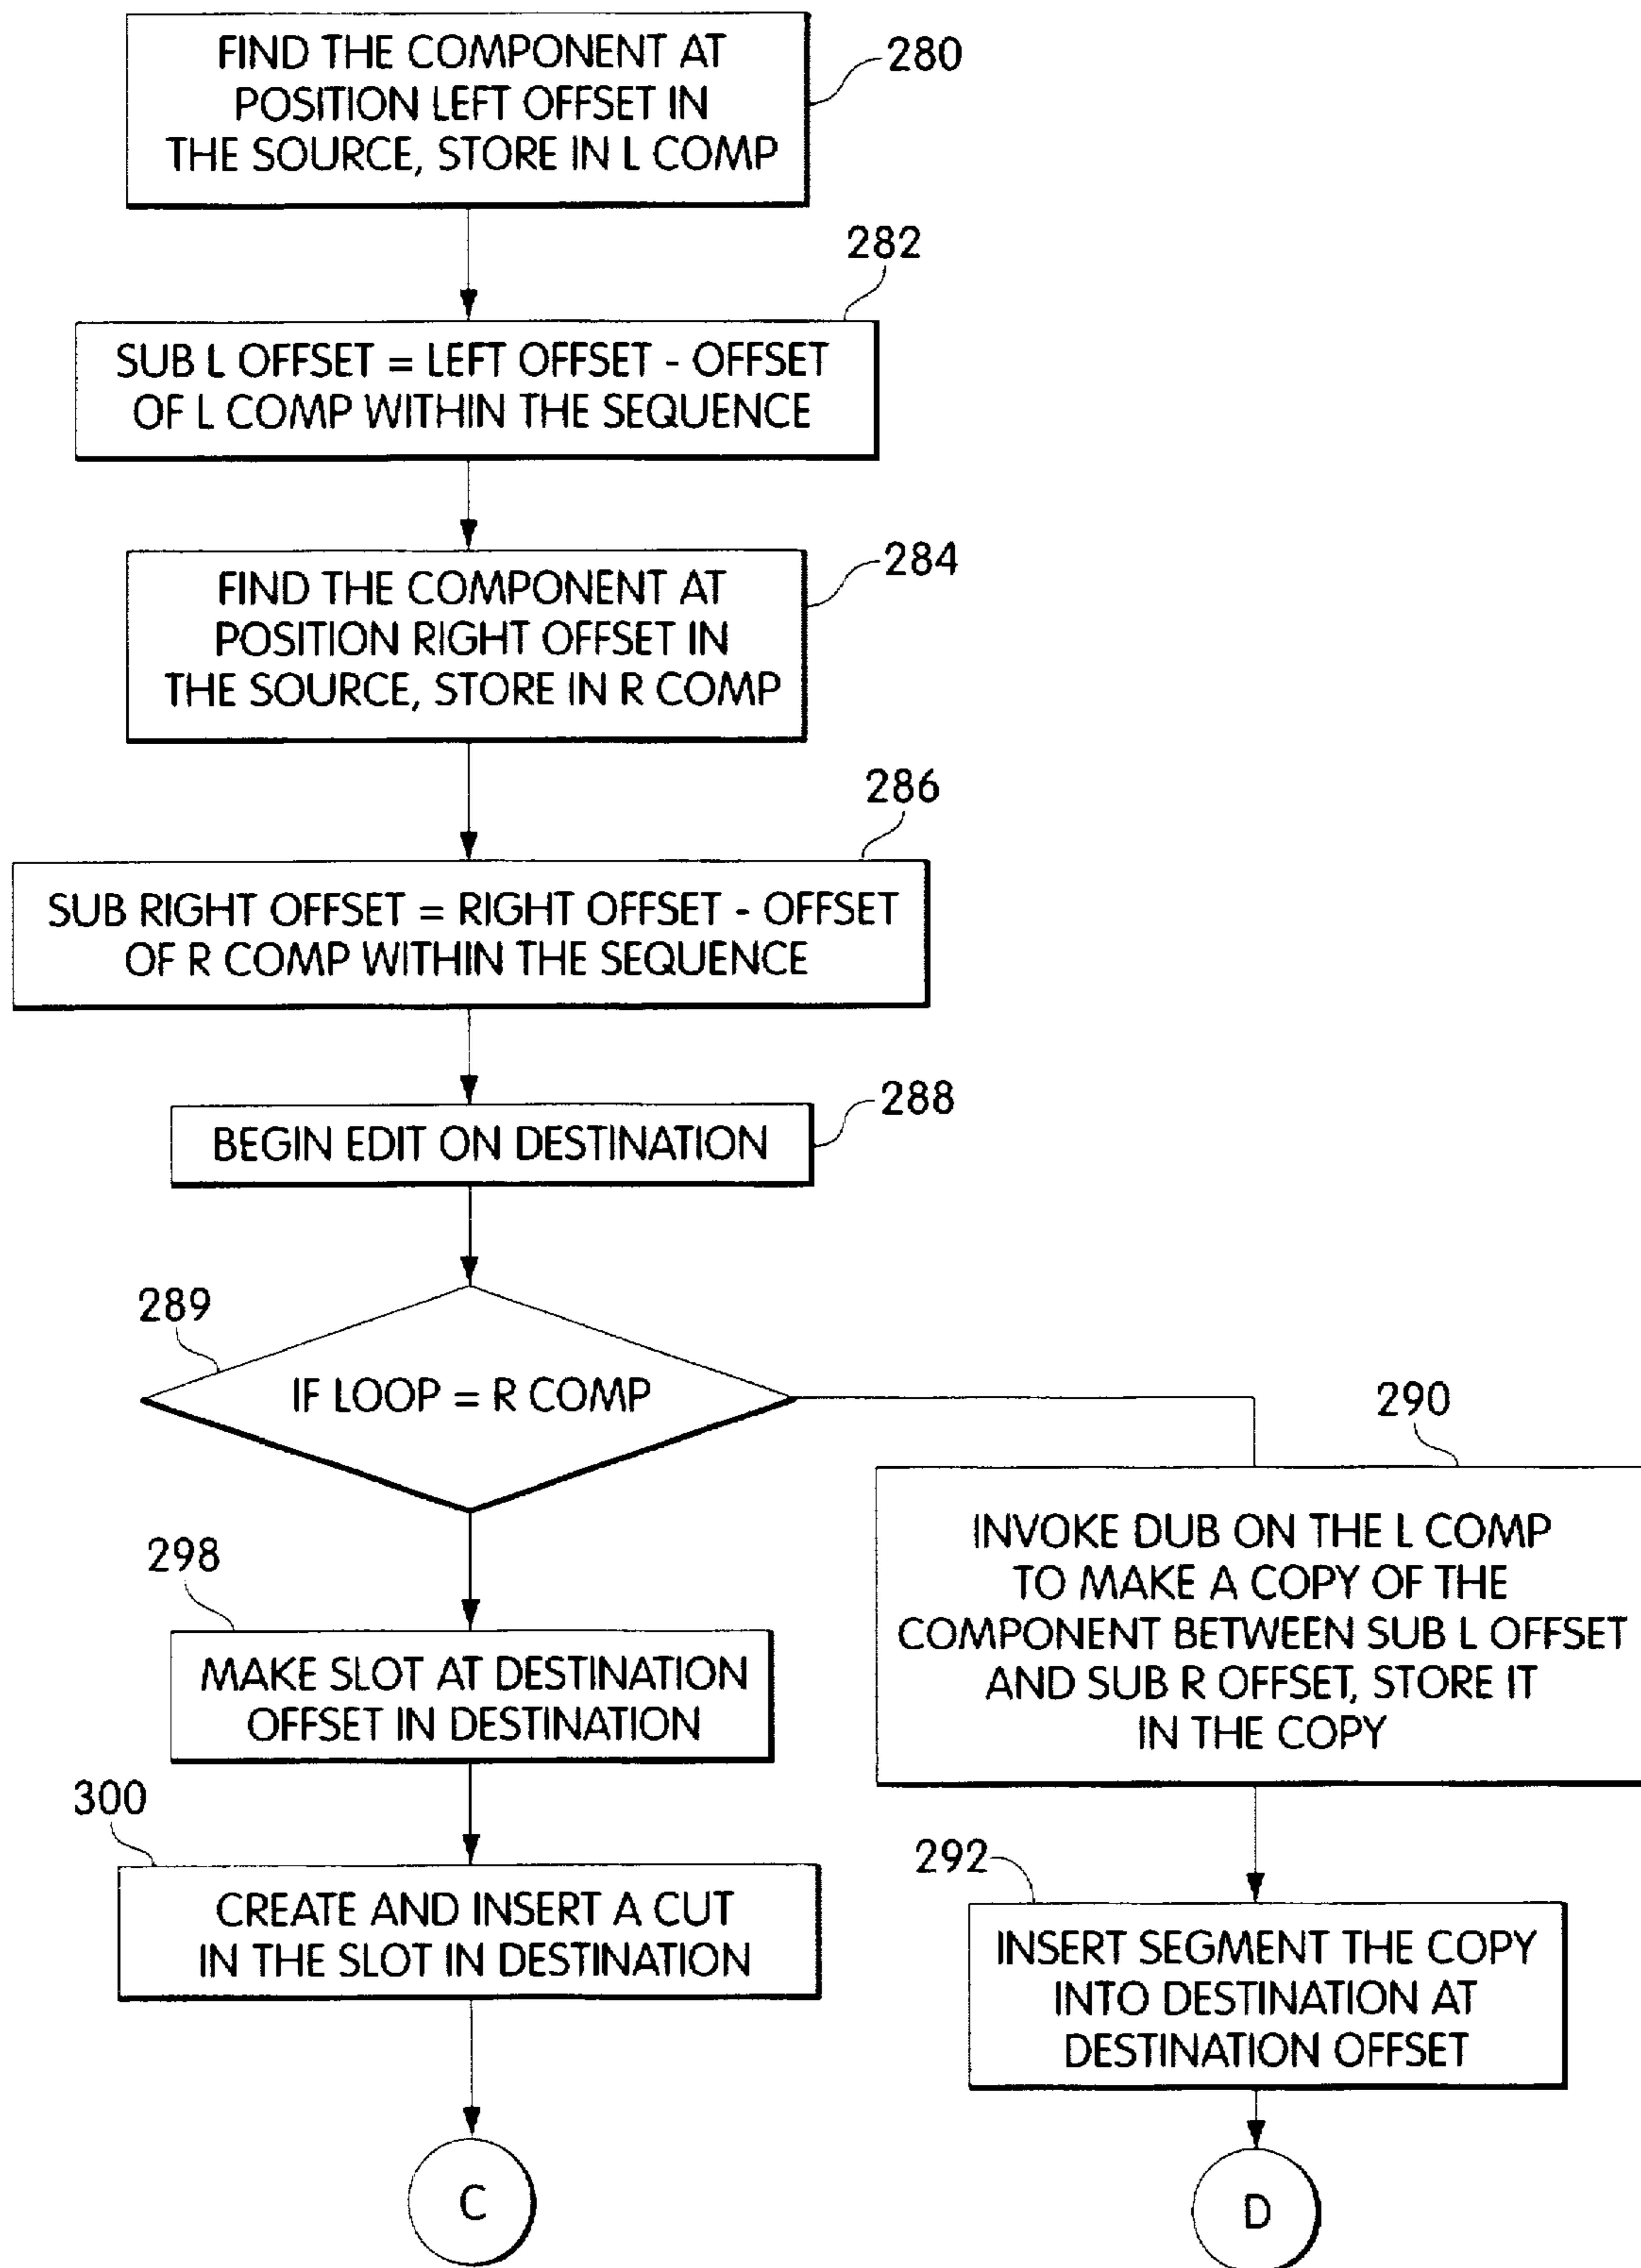 FIND THE COMPONENT AT
POSITION LEFT OFFSET IN
THE SOURCE, STORE IN L COMP
280
282
SUB L OFFSET = LEFT OFFSET - OFFSET
OF L COMP WITHIN THE SEQUENCE
284
FIND THE COMPONENT AT
POSITION RIGHT OFFSET IN
THE SOURCE, STORE IN R COMP
286
SUB RIGHT OFFSET = RIGHT OFFSET - OFFSET
OF R COMP WITHIN THE SEQUENCE
288
BEGIN EDIT ON DESTINATION
289
IF LOOP = R COMP
290
INVOKE DUB ON THE L COMP
TO MAKE A COPY OF THE
COMPONENT BETWEEN SUB L OFFSET
AND SUB R OFFSET, STORE IT
IN THE COPY
298
MAKE SLOT AT DESTINATION
OFFSET IN DESTINATION
300
CREATE AND INSERT A CUT
IN THE SLOT IN DESTINATION
292
INSERT SEGMENT THE COPY
INTO DESTINATION AT
DESTINATION OFFSET
C
D